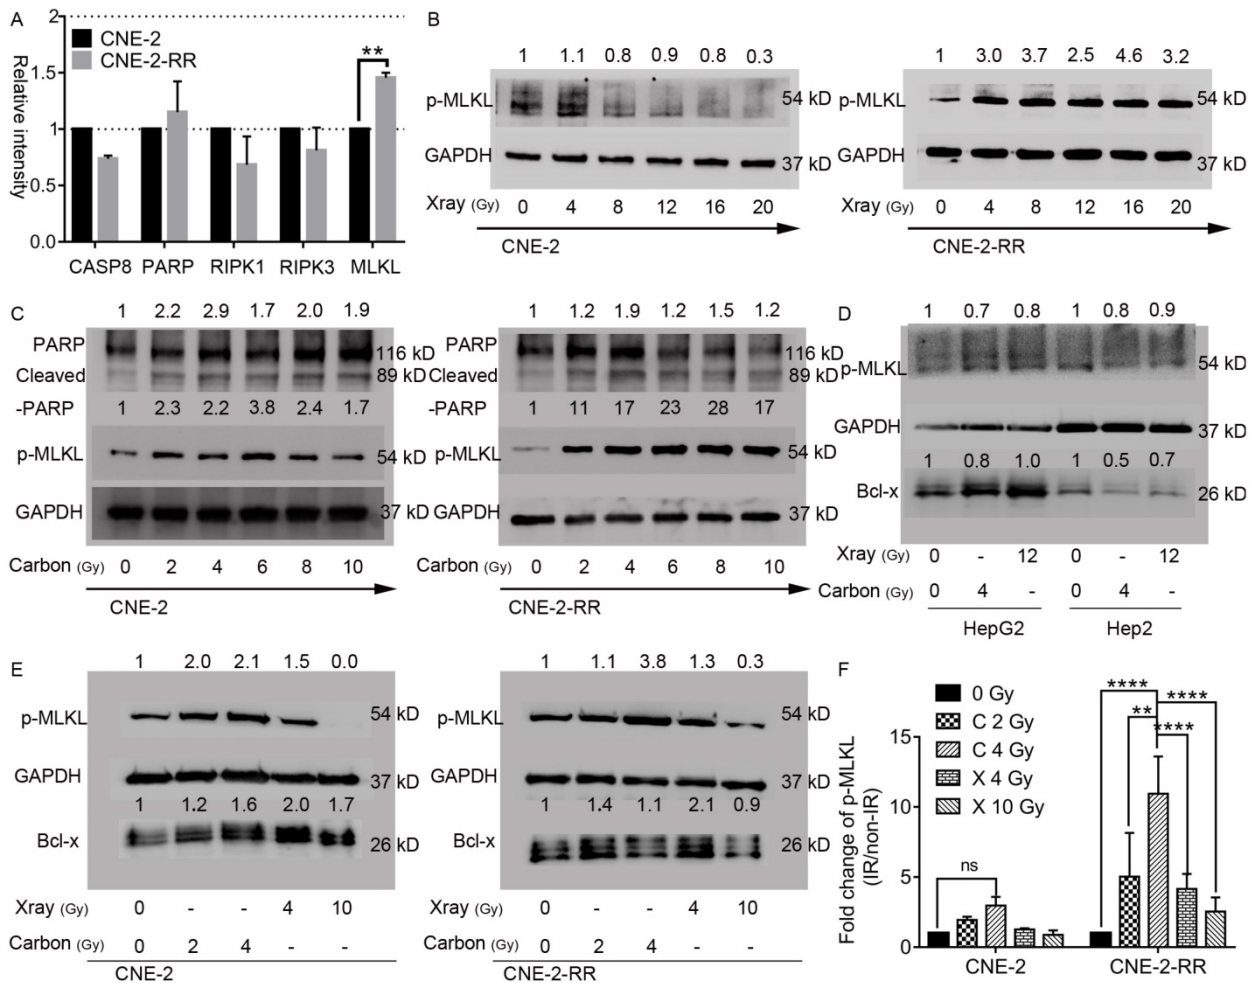 A
2
1.5
1
0.5
0.0
Relative intensity
CNE-2
CNE-2-RR
**
CASP8 PARP RIPK1 RIPK3 MLKL
B
1 1.1 0.8 0.9 0.8 0.3
p-MLKL 54 kD
GAPDH 37 kD
Xray (Gy) 0 4 8 12 16 20
CNE-2
1 3.0 3.7 2.5 4.6 3.2
p-MLKL 54 kD
GAPDH 37 kD
Xray (Gy) 0 4 8 12 16 20
CNE-2-RR
C
1 2.2 2.9 1.7 2.0 1.9
PARP 116 kD
Cleaved 89 kD
-PARP 1 2.3 2.2 3.8 2.4 1.7
p-MLKL 54 kD
GAPDH 37 kD
Carbon (Gy) 0 2 4 6 8 10
CNE-2
1 1.2 1.9 1.2 1.5 1.2
PARP 116 kD
Cleaved 89 kD
-PARP 1 11 17 23 28 17
p-MLKL 54 kD
GAPDH 37 kD
Carbon (Gy) 0 2 4 6 8 10
CNE-2-RR
D
1 0.7 0.8 1 0.8 0.9
p-MLKL 54 kD
GAPDH 37 kD
1 0.8 1.0 1 0.5 0.7
Bcl-x 26 kD
Xray (Gy) 0 - 12 0 - 12
Carbon (Gy) 0 4 - 0 4 -
HepG2 Hep2
E
1 2.0 2.1 1.5 0.0
p-MLKL 54 kD
GAPDH 37 kD
1 1.2 1.6 2.0 1.7
Bcl-x 26 kD
Xray (Gy) 0 - - 4 10
Carbon (Gy) 0 2 4 - -
CNE-2
1 1.1 3.8 1.3 0.3
p-MLKL 54 kD
GAPDH 37 kD
1 1.4 1.1 2.1 0.9
Bcl-x 26 kD
Xray (Gy) 0 - - 4 10
Carbon (Gy) 0 2 4 - -
CNE-2-RR
F
Fold change of p-MLKL
(IR/non-IR)
15
10
5
0
0 Gy
C 2 Gy
C 4 Gy
X 4 Gy
X 10 Gy
ns
****
****
**
****
CNE-2 CNE-2-RR